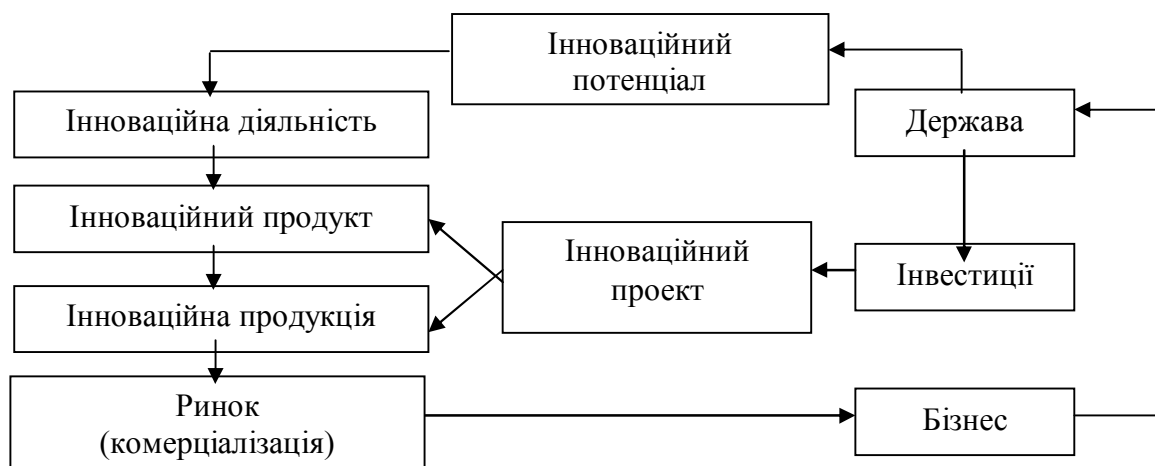 Інноваційний
потенціал
Інноваційна діяльність
Держава
Інноваційний продукт
Інноваційний
проект
Інвестиції
Інноваційна продукція
Ринок
(комерціалізація)
Бізнес